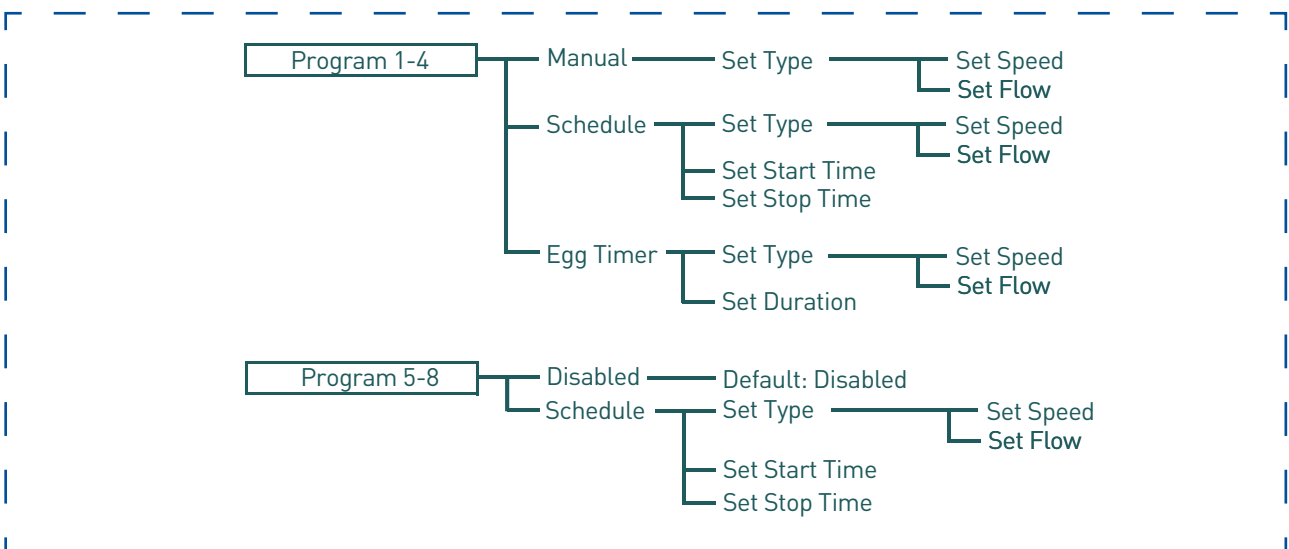 Program 1-4 Manual Set Type Set Speed
Set Flow
Schedule Set Type Set Speed
Set Flow
Set Start Time
Set Stop Time
Egg Timer Set Type Set Speed
Set Flow
Set Duration
Program 5-8 Disabled Default: Disabled
Schedule Set Type Set Speed
Set Flow
Set Start Time
Set Stop Time